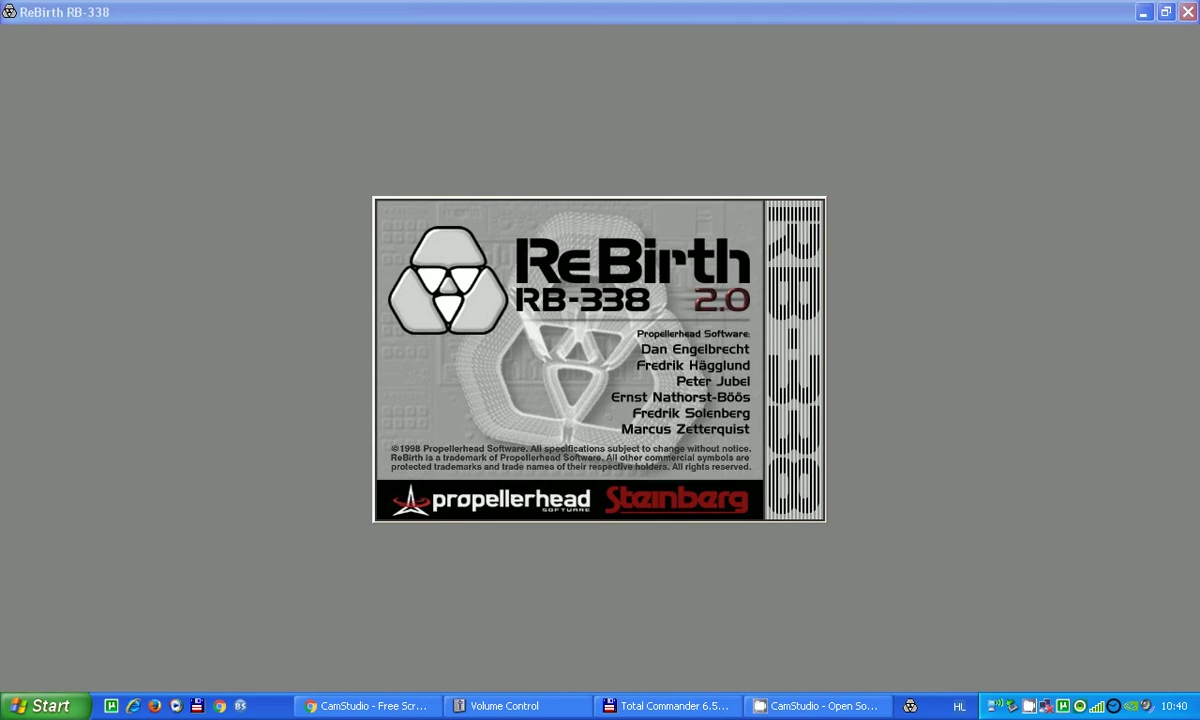 ReBirth RB-338
ReBirth
RB-338 2.0
Propellerhead Software:
Dan Engelbrecht
Fredrik Hägglund
Peter Jubel
Ernst Nathorst-Böös
Fredrik Solenberg
Marcus Zetterquist
©1998 Propellerhead Software. All specifications subject to change without notice.
ReBirth is a trademark of Propellerhead Software. All other commercial symbols are
protected trademarks and trade names of their respective holders. All rights reserved.
propellerhead
SOFTWARE
Steinberg
RB-338
Start
CamStudio - Free Scr...
Volume Control
Total Commander 6.5...
CamStudio - Open So...
HL
10:40